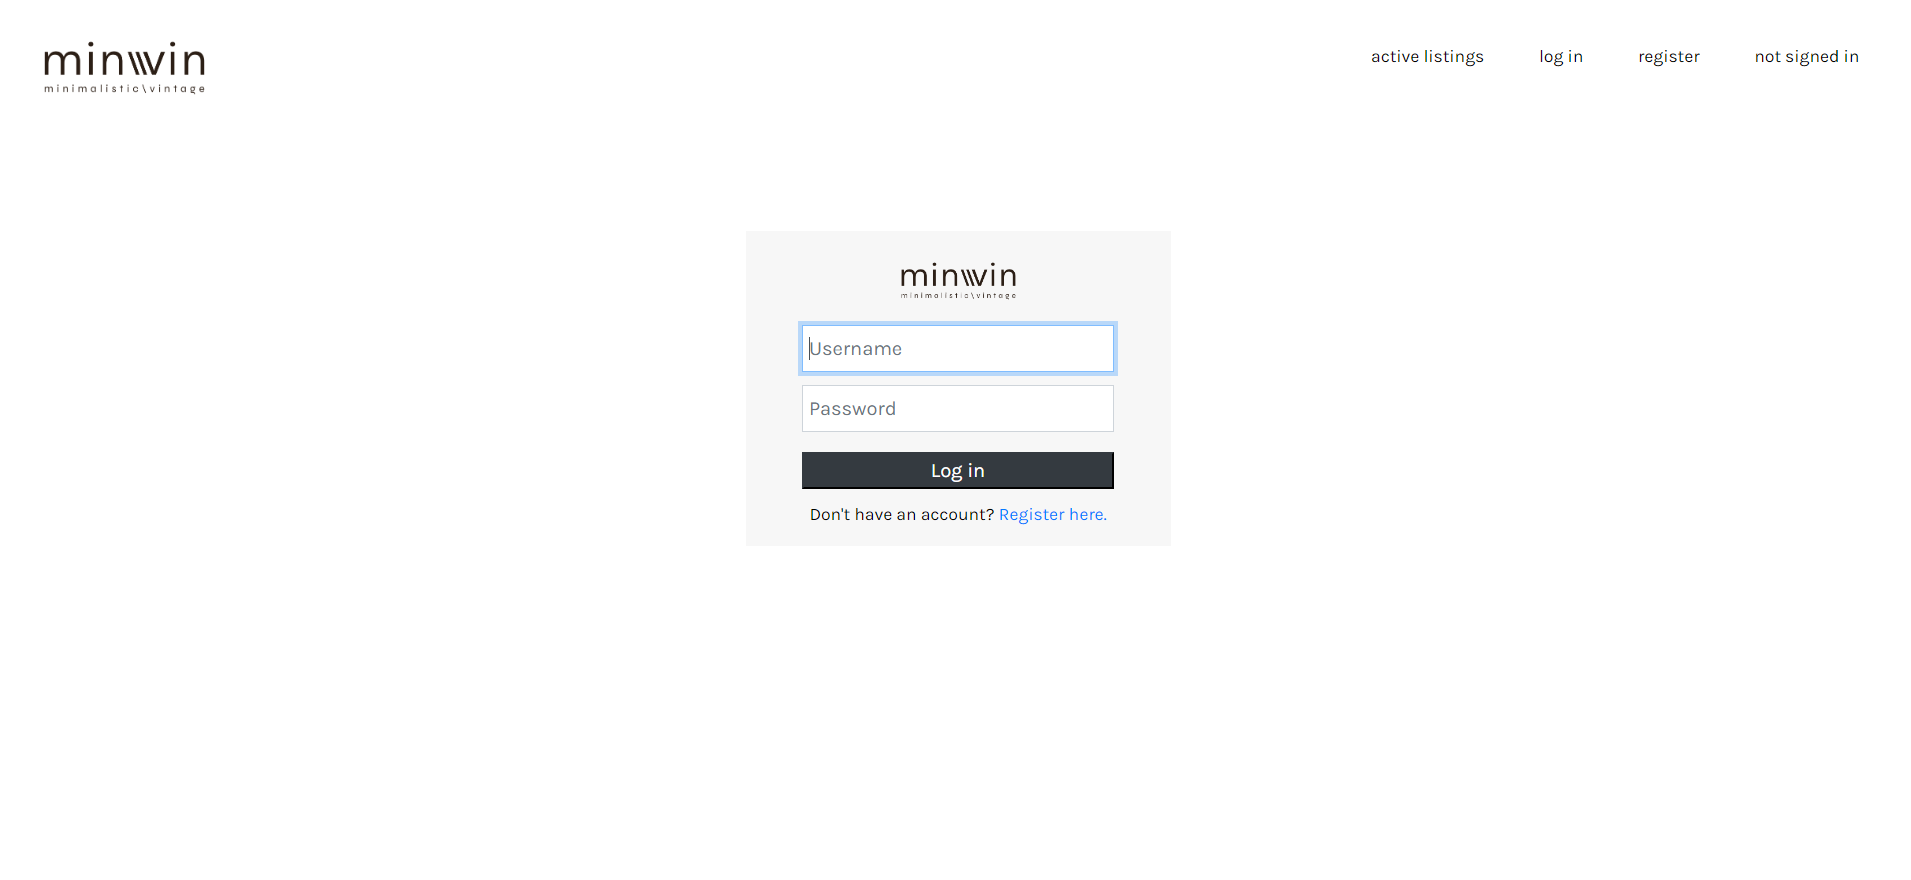 minwin
minimalistic\vintage
active listings
log in
register
not signed in
minwin
minimalistic\vintage
Username
Password
Log in
Don't have an account? Register here.